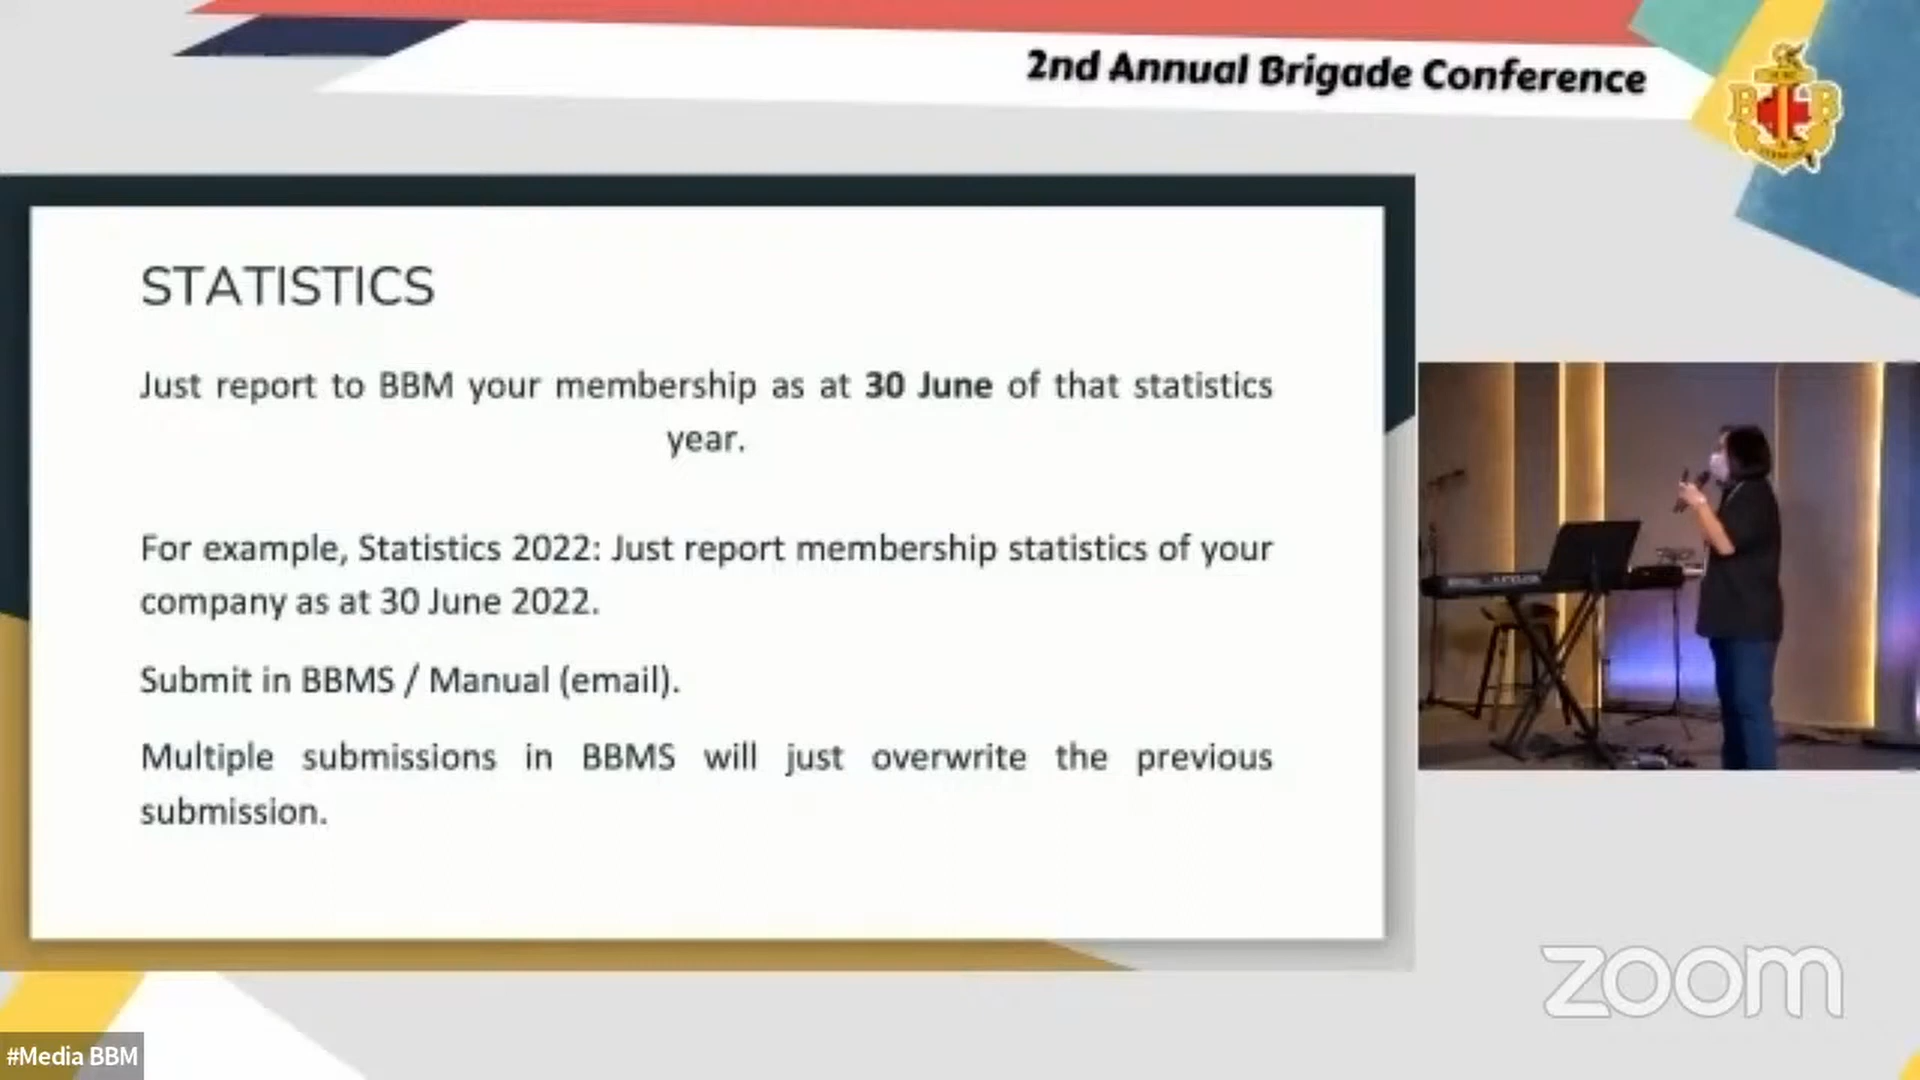 2nd Annual Brigade Conference
B B
STATISTICS
Just report to BBM your membership as at 30 June of that statistics
year.
For example, Statistics 2022: Just report membership statistics of your
company as at 30 June 2022.
Submit in BBMS / Manual (email).
Multiple submissions in BBMS will just overwrite the previous
submission.
zoom
#Media BBM